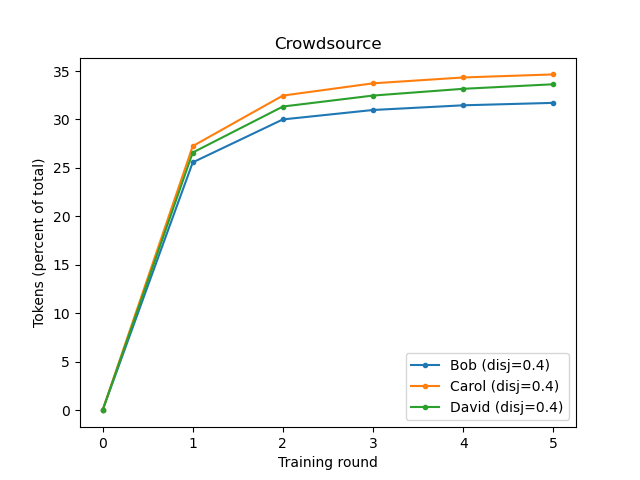 Crowdsource
Tokens (percent of total)
35
30
25
20
15
10
5
0
Bob (disj=0.4)
Carol (disj=0.4)
David (disj=0.4)
0 1 2 3 4 5
Training round